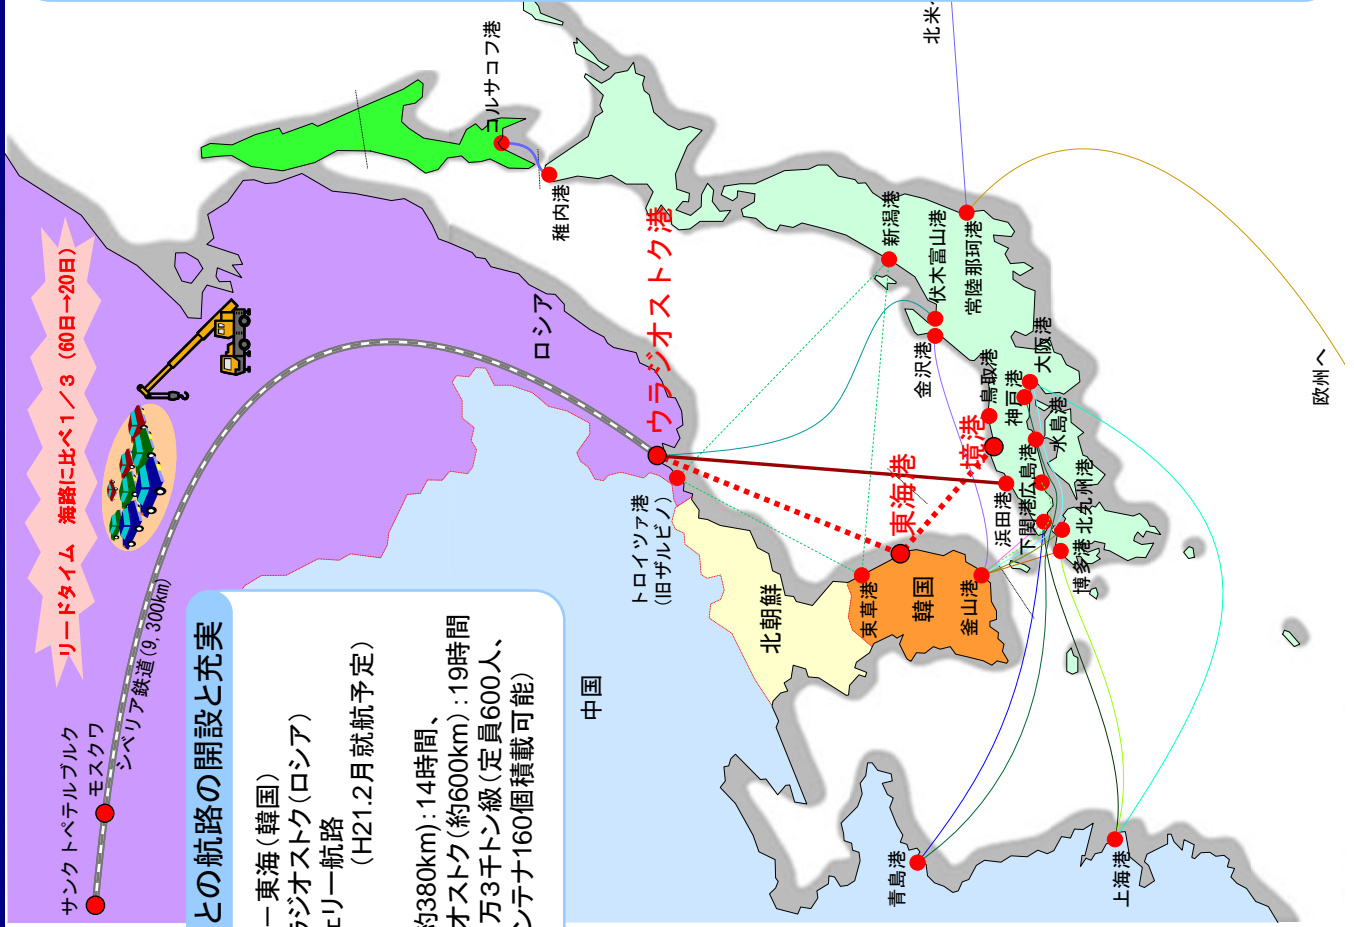 リードタイム　海路に比べ１／３（60日→20日）
サンクトペテルブルク
モスクワ
シベリア鉄道(9,300km)
との航路の開設と充実
ー東海(韓国)
ラジオストク(ロシア)
ェリー航路
(H21.2月就航予定)
約380km):14時間、
オストク(約600km):19時間
万3千トン級(定員600人、
ンテナ160個積載可能)
コルサコフ港
稚内港
ロシア
ウラジオストク港
トロイツァ港
(旧ザルビノ)
中国
北朝鮮
韓国
束草港
東海港
釜山港
境港
新潟港
伏木富山港
常陸那珂港
金沢港
鳥取港
神戸港
大阪港
水島港
広島港
浜田港
下関港
北九州港
博多港
青島港
上海港
北米へ
欧州へ